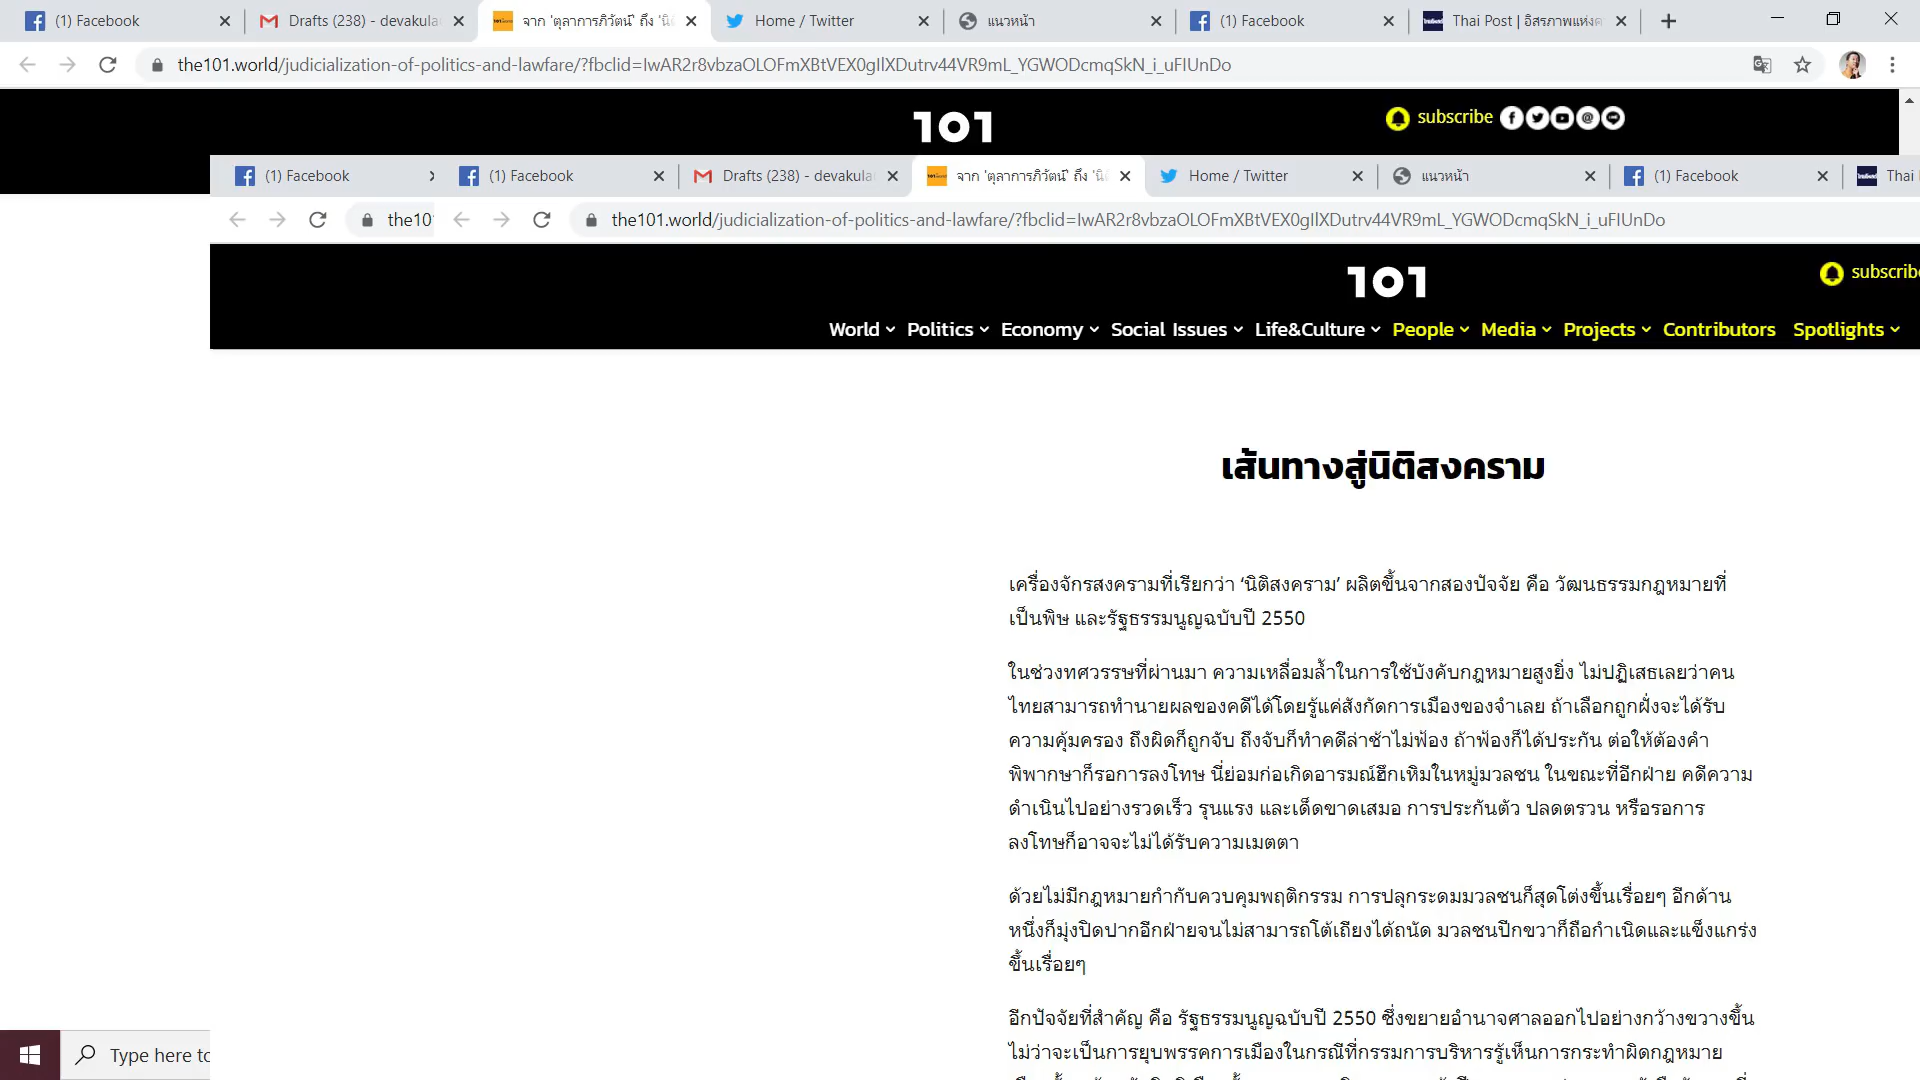 (1) Facebook
Drafts (238) - devakula
จาก 'ตุลาการภิวัตน์' ถึง 'นิติ
Home / Twitter
แนวหน้า
(1) Facebook
Thai Post | อิสรภาพแห่งค
the101.world/judicialization-of-politics-and-lawfare/?fbclid=IwAR2r8vbzaOLOFmXBtVEX0gIlXDutrv44VR9mL_YGWODcmqSkN_i_uFIUnDo
101
subscribe
(1) Facebook
(1) Facebook
Drafts (238) - devakula
จาก 'ตุลาการภิวัตน์' ถึง 'นิติ
Home / Twitter
แนวหน้า
(1) Facebook
Thai
the10
the101.world/judicialization-of-politics-and-lawfare/?fbclid=IwAR2r8vbzaOLOFmXBtVEX0gIlXDutrv44VR9mL_YGWODcmqSkN_i_uFIUnDo
101
subscribe
World Politics Economy Social Issues Life&Culture People Media Projects Contributors Spotlights
เส้นทางสู่นิติสงคราม
เครื่องจักรสงครามที่เรียกว่า ‘นิติสงคราม’ ผลิตขึ้นจากสองปัจจัย คือ วัฒนธรรมกฎหมายที่
เป็นพิษ และรัฐธรรมนูญฉบับปี 2550
ในช่วงทศวรรษที่ผ่านมา ความเหลื่อมล้ำในการใช้บังคับกฎหมายสูงยิ่ง ไม่ปฏิเสธเลยว่าคน
ไทยสามารถทำนายผลของคดีได้โดยรู้แค่สังกัดการเมืองของจำเลย ถ้าเลือกถูกฝั่งจะได้รับ
ความคุ้มครอง ถึงผิดก็ถูกจับ ถึงจับก็ทำคดีล่าช้าไม่ฟ้อง ถ้าฟ้องก็ได้ประกัน ต่อให้ต้องคำ
พิพากษาก็รอการลงโทษ นี่ย่อมก่อเกิดอารมณ์ฮึกเหิมในหมู่มวลชน ในขณะที่อีกฝ่าย คดีความ
ดำเนินไปอย่างรวดเร็ว รุนแรง และเด็ดขาดเสมอ การประกันตัว ปลดตรวน หรือรอการ
ลงโทษก็อาจจะไม่ได้รับความเมตตา
ด้วยไม่มีกฎหมายกำกับควบคุมพฤติกรรม การปลุกระดมมวลชนก็สุดโต่งขึ้นเรื่อยๆ อีกด้าน
หนึ่งก็มุ่งปิดปากอีกฝ่ายจนไม่สามารถโต้เถียงได้ถนัด มวลชนปีกขวาก็ถือกำเนิดและแข็งแกร่ง
ขึ้นเรื่อยๆ
อีกปัจจัยที่สำคัญ คือ รัฐธรรมนูญฉบับปี 2550 ซึ่งขยายอำนาจศาลออกไปอย่างกว้างขวางขึ้น
ไม่ว่าจะเป็นการยุบพรรคการเมืองในกรณีที่กรรมการบริหารรู้เห็นการกระทำผิดกฎหมาย
Type here to